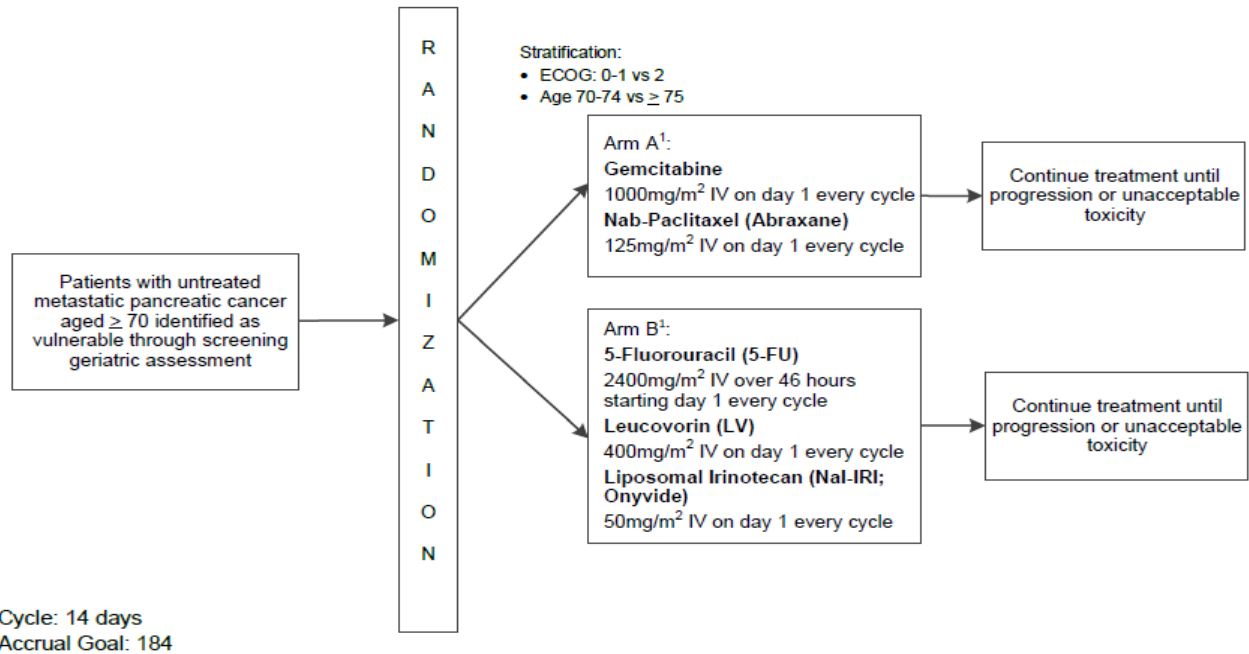 R
A
N
D
O
M
I
Z
A
T
I
O
N
Stratification:
• ECOG: 0-1 vs 2
• Age 70-74 vs ≥ 75
Patients with untreated
metastatic pancreatic cancer
aged ≥ 70 identified as
vulnerable through screening
geriatric assessment
Arm A¹:
Gemcitabine
1000mg/m² IV on day 1 every cycle
Nab-Paclitaxel (Abraxane)
125mg/m² IV on day 1 every cycle
Continue treatment until
progression or unacceptable
toxicity
Arm B¹:
5-Fluorouracil (5-FU)
2400mg/m² IV over 46 hours
starting day 1 every cycle
Leucovorin (LV)
400mg/m² IV on day 1 every cycle
Liposomal Irinotecan (Nal-IRI;
Onyvide)
50mg/m² IV on day 1 every cycle
Continue treatment until
progression or unacceptable
toxicity
Cycle: 14 days
Accrual Goal: 184